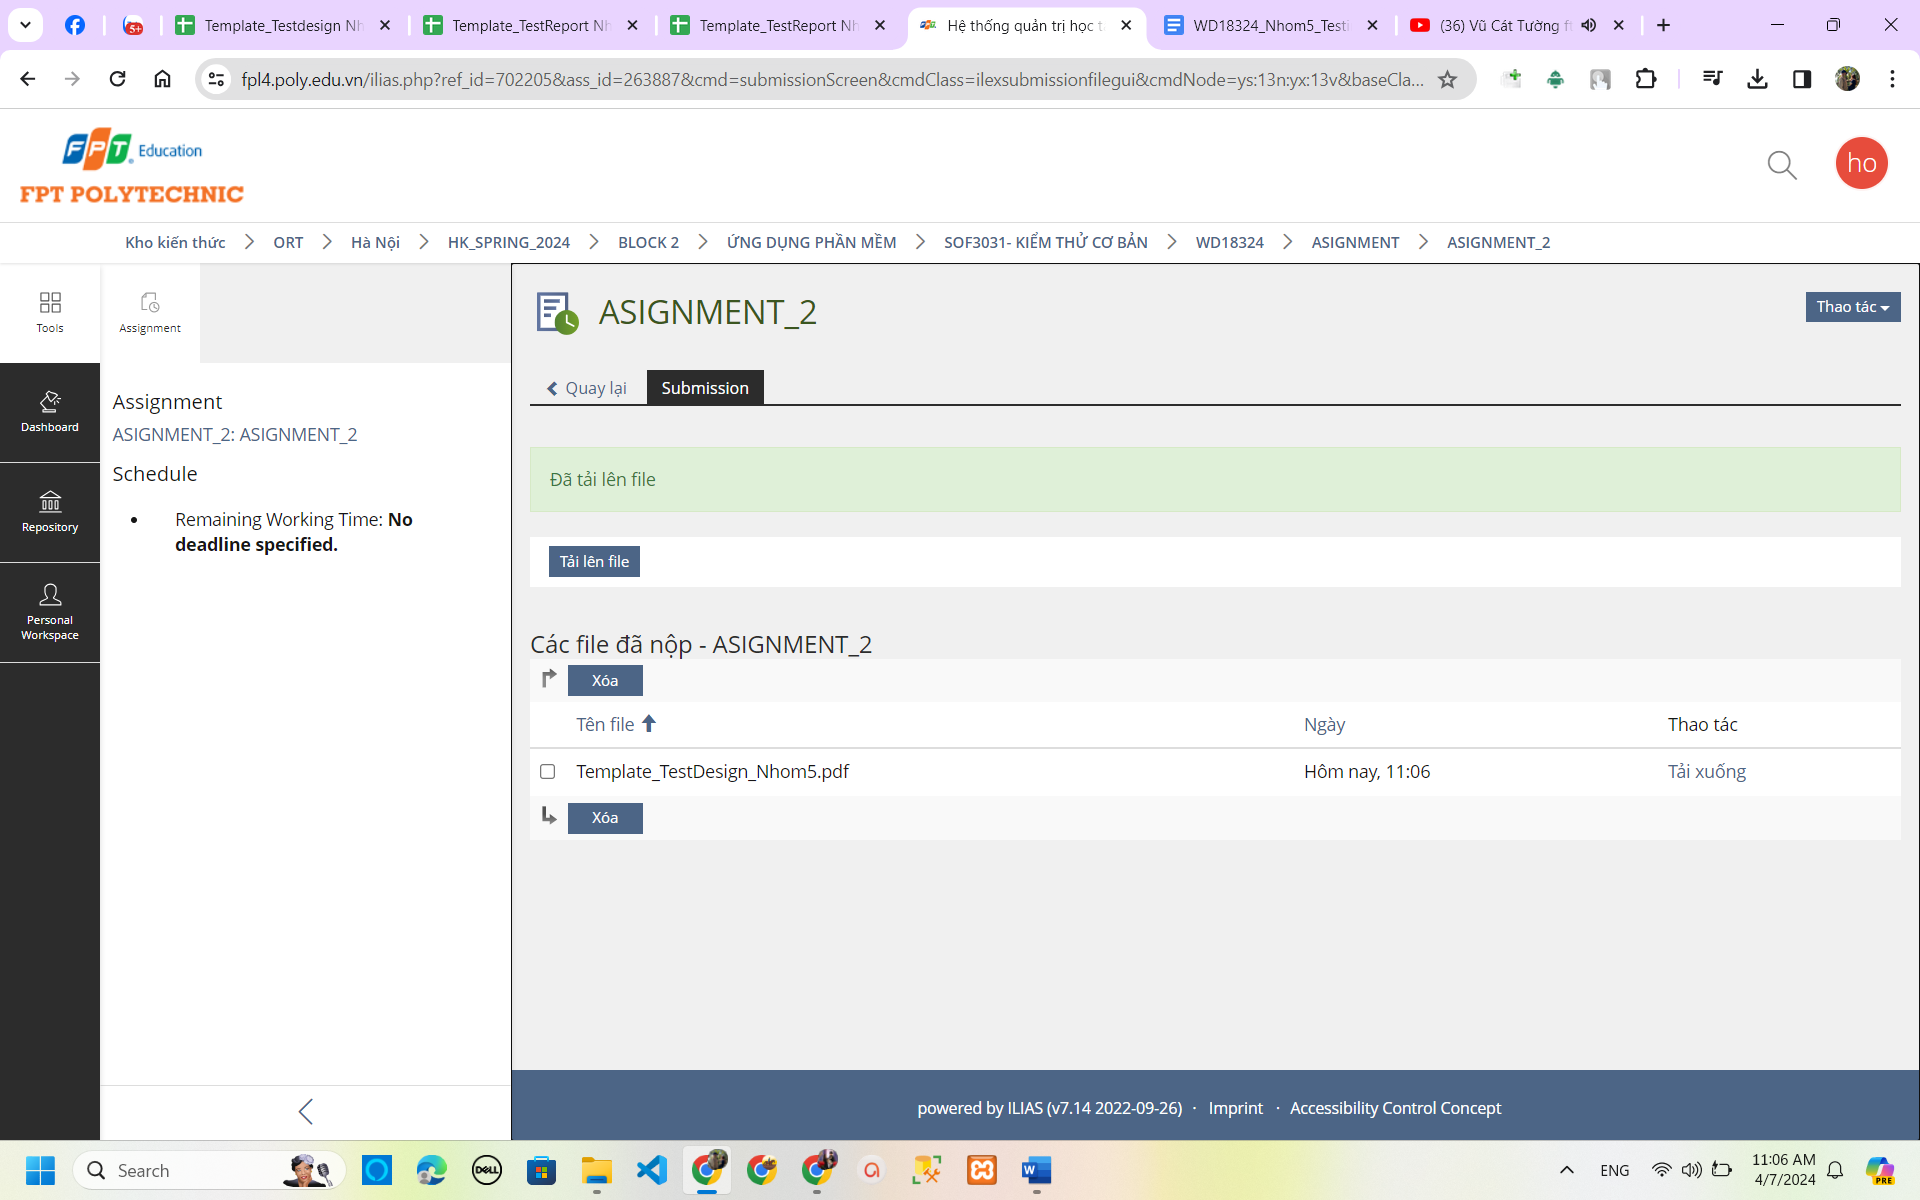 Template_Testdesign Nh
Template_TestReport Nh
Template_TestReport Nh
Hệ thống quản trị học t
WD18324_Nhom5_Testi
(36) Vũ Cát Tường ft
fpl4.poly.edu.vn/ilias.php?ref_id=702205&ass_id=263887&cmd=submissionScreen&cmdClass=ilexsubmissionfilegui&cmdNode=ys:13n:yx:13v&baseCla...
FPT Education
FPT POLYTECHNIC
ho
Kho kiến thức
ORT
Hà Nội
HK_SPRING_2024
BLOCK 2
ỨNG DỤNG PHẦN MỀM
SOF3031- KIỂM THỬ CƠ BẢN
WD18324
ASIGNMENT
ASIGNMENT_2
Tools
Assignment
Dashboard
Repository
Personal
Workspace
Assignment
ASIGNMENT_2: ASIGNMENT_2
Schedule
Remaining Working Time: No
deadline specified.
ASIGNMENT_2
Thao tác
Quay lại
Submission
Đã tải lên file
Tải lên file
Các file đã nộp - ASIGNMENT_2
Xóa
Tên file
Ngày
Thao tác
Template_TestDesign_Nhom5.pdf
Hôm nay, 11:06
Tải xuống
Xóa
powered by ILIAS (v7.14 2022-09-26) · Imprint · Accessibility Control Concept
Search
DELL
ENG
11:06 AM
4/7/2024
PRE